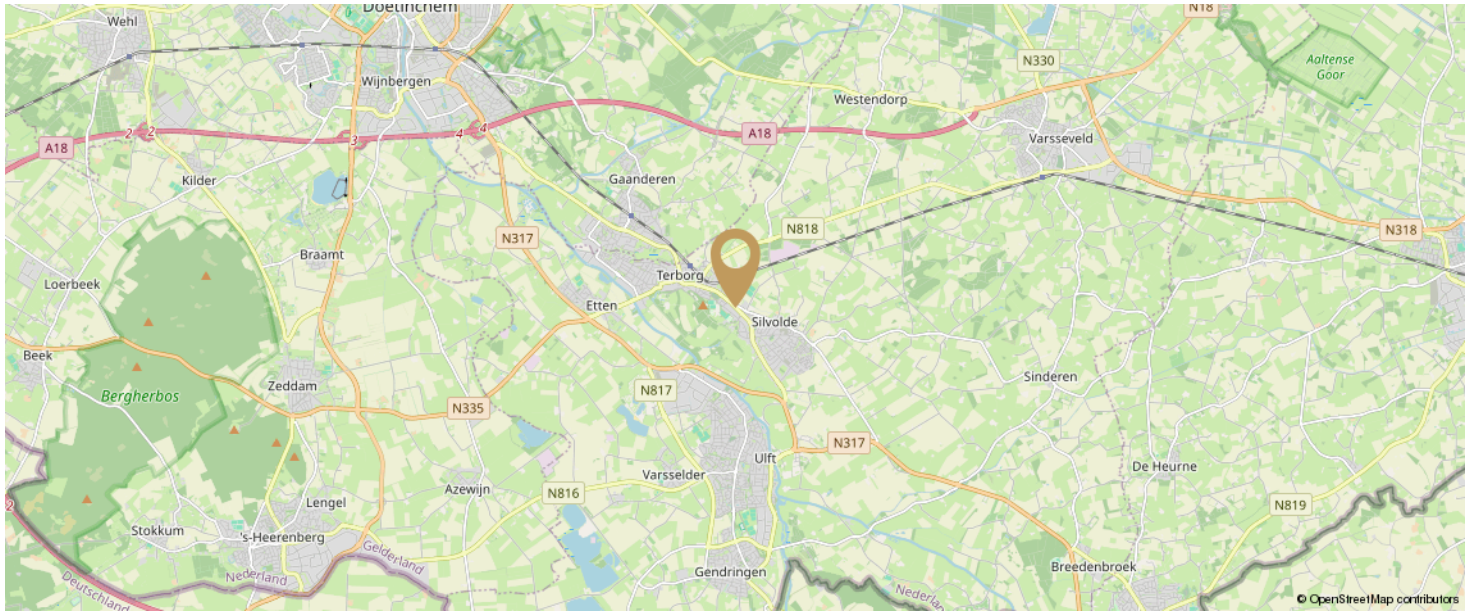 Doetinchem
Wehl
N18
N330
Aaltense
Goor
Wijnbergen
Westendorp
2
2
4
4
3
A18
A18
Varsseveld
Kilder
Gaanderen
N317
N818
N318
Braamt
Terborg
Loerbeek
Etten
Silvolde
Beek
Zeddam
Bergherbos
N817
Sinderen
N335
N317
Ulft
Varsselder
De Heurne
Azewijn
N816
Lengel
N819
2
Stokkum
's-Heerenberg
Gelderland
Gendringen
Breedenbroek
Nederland
Deutschland
Nederland
© OpenStreetMap contributors